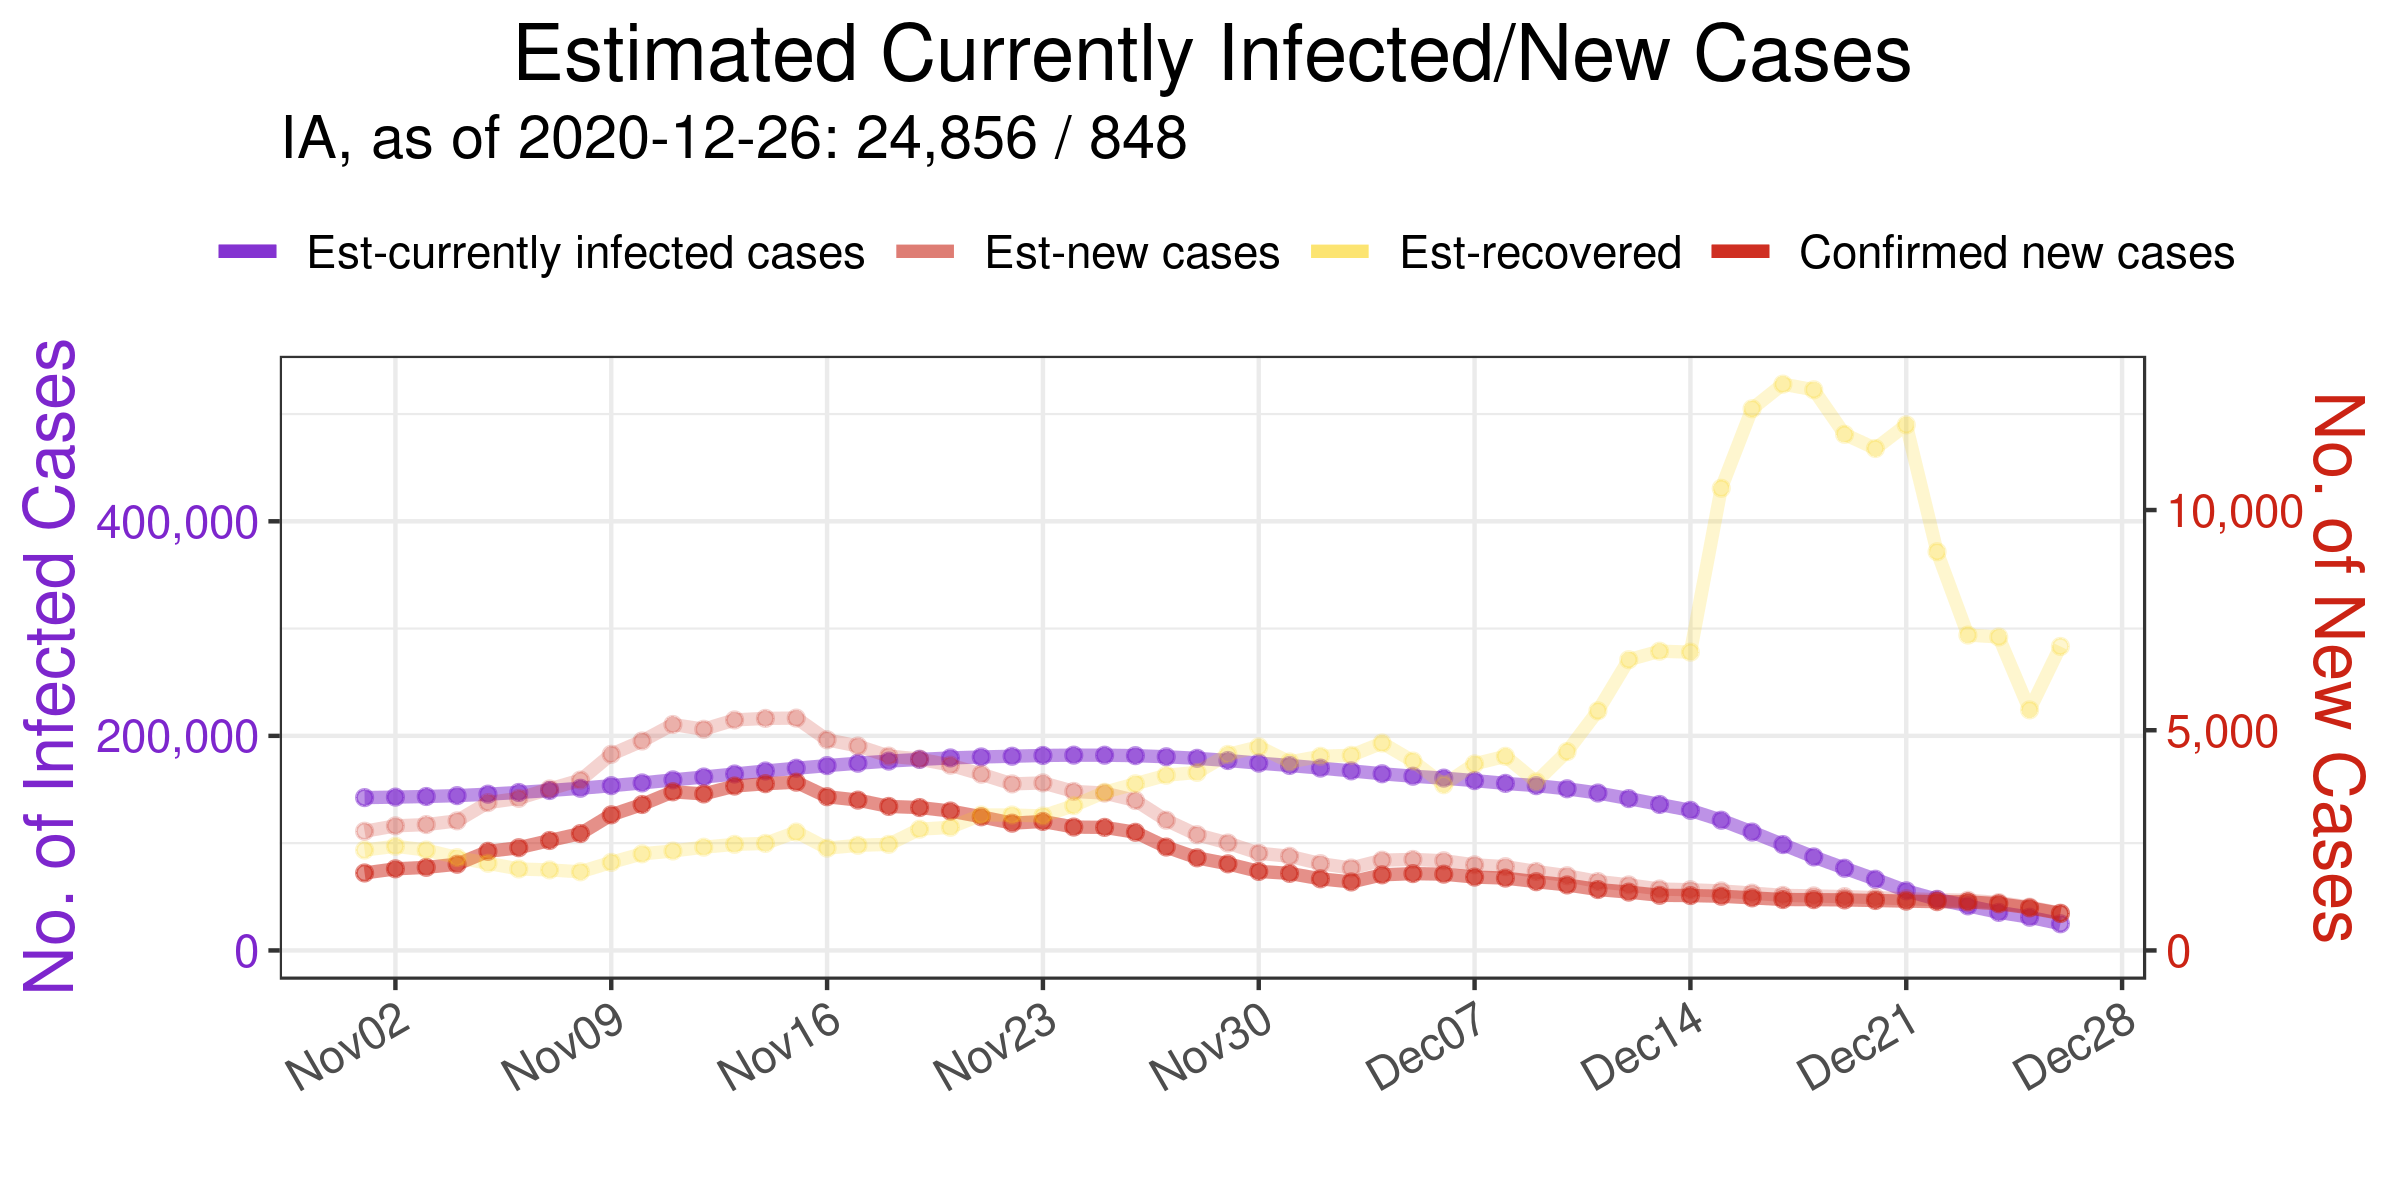 Estimated Currently Infected/New Cases
IA, as of 2020-12-26: 24,856 / 848
Est-currently infected cases Est-new cases Est-recovered Confirmed new cases
No. of Infected Cases
400,000
200,000
0
10,000
5,000
0
No. of New Cases
Nov02 Nov09 Nov16 Nov23 Nov30 Dec07 Dec14 Dec21 Dec28